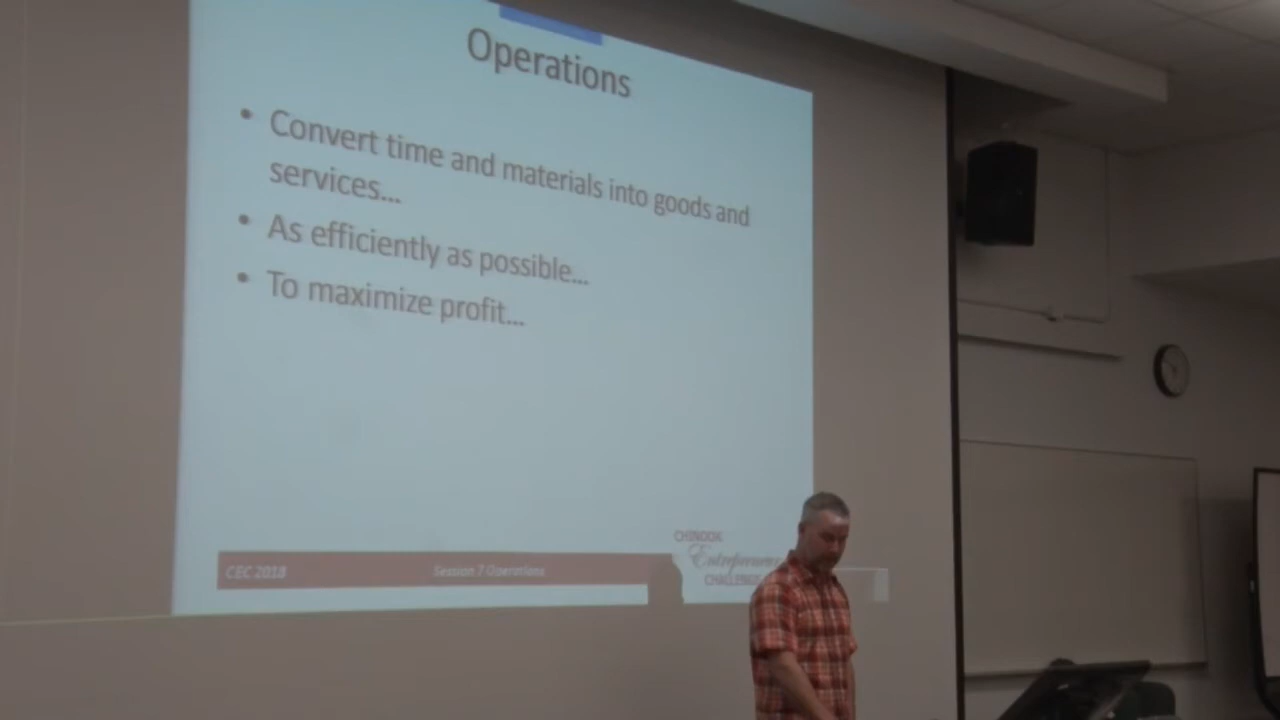 Operations
• Convert time and materials into goods and
services...
• As efficiently as possible...
• To maximize profit...
CHINOOK
Entrepreneur
CHALLENGE
CEC 2018
Session 7 Operations